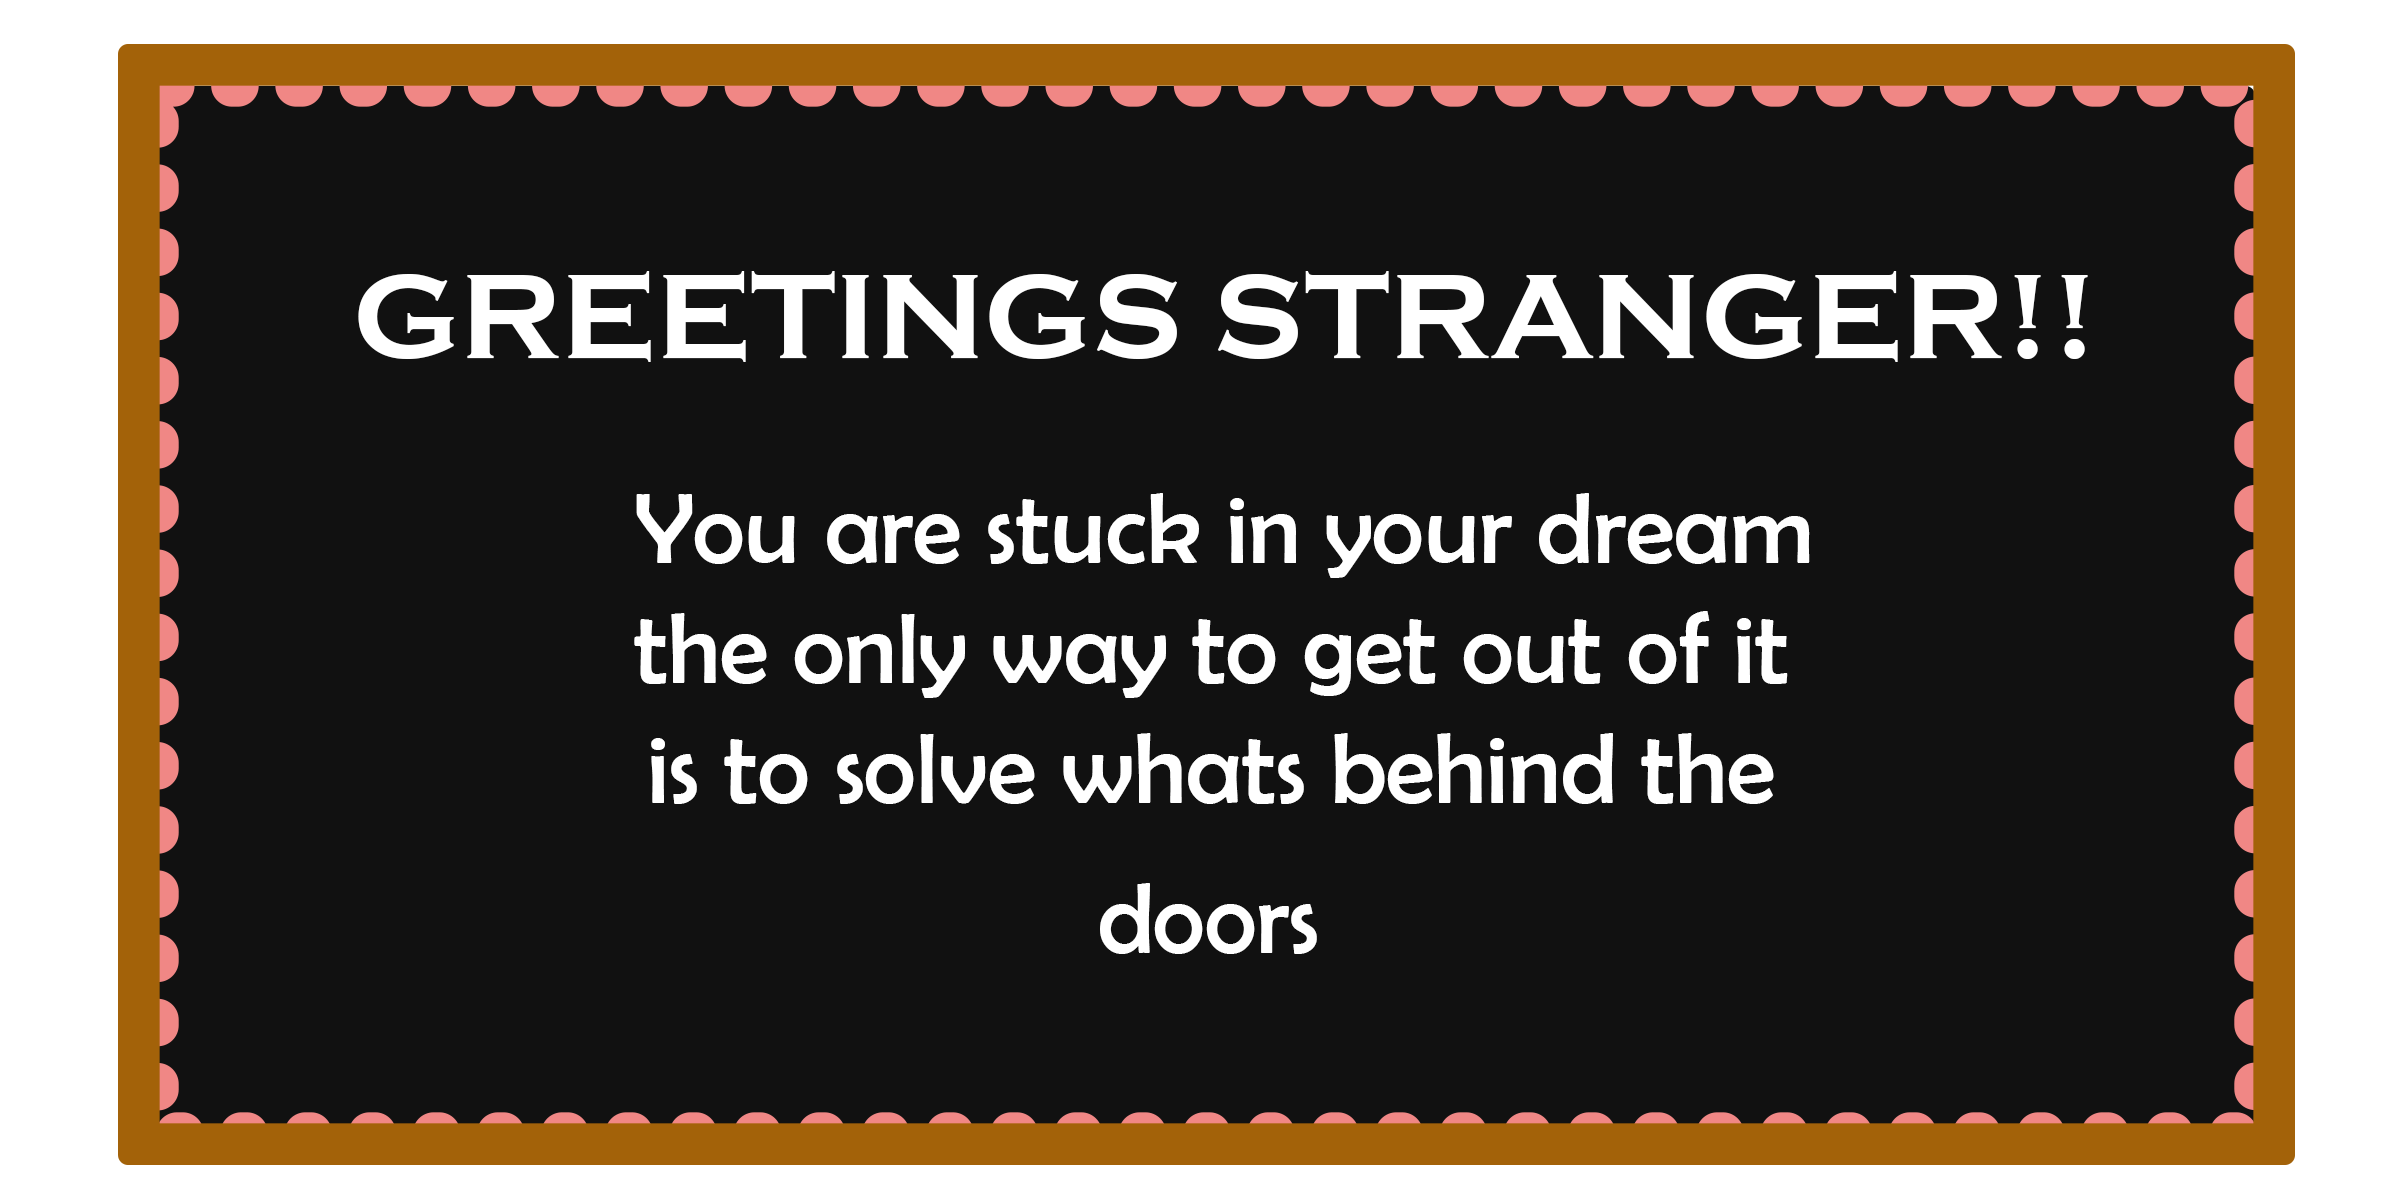 GREETINGS STRANGER!!
You are stuck in your dream
the only way to get out of it
is to solve whats behind the
doors